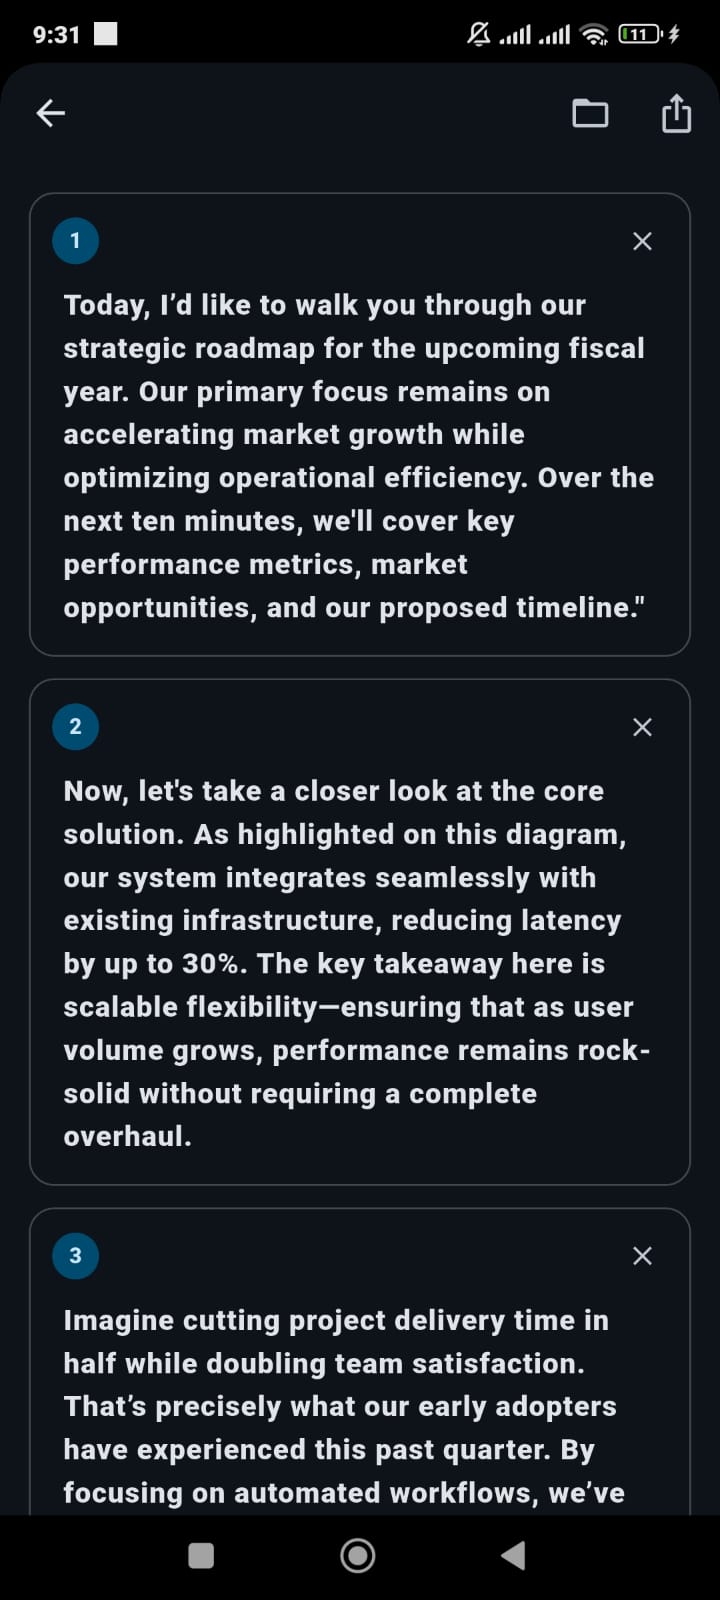 9:31
11
1
Today, I’d like to walk you through our
strategic roadmap for the upcoming fiscal
year. Our primary focus remains on
accelerating market growth while
optimizing operational efficiency. Over the
next ten minutes, we'll cover key
performance metrics, market
opportunities, and our proposed timeline."
2
Now, let's take a closer look at the core
solution. As highlighted on this diagram,
our system integrates seamlessly with
existing infrastructure, reducing latency
by up to 30%. The key takeaway here is
scalable flexibility—ensuring that as user
volume grows, performance remains rock-
solid without requiring a complete
overhaul.
3
Imagine cutting project delivery time in
half while doubling team satisfaction.
That’s precisely what our early adopters
have experienced this past quarter. By
focusing on automated workflows, we’ve